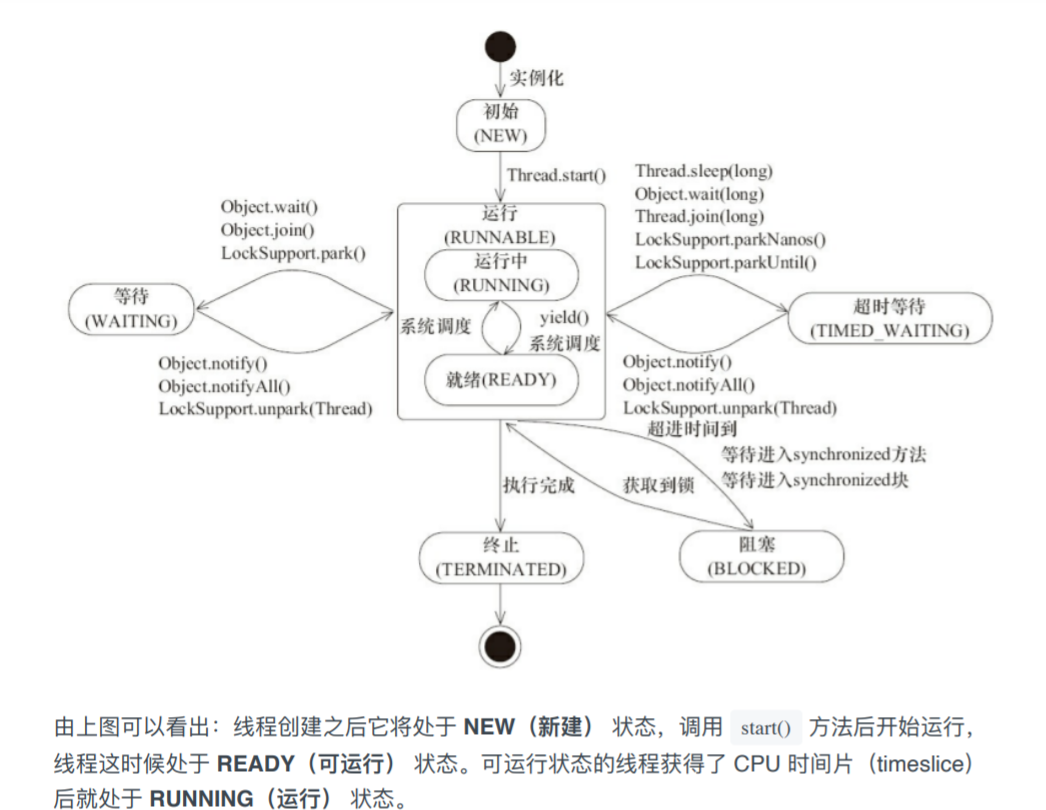 实例化
初始
(NEW)
Thread.start()
Object.wait()
Object.join()
LockSupport.park()
Thread.sleep(long)
Object.wait(long)
Thread.join(long)
LockSupport.parkNanos()
LockSupport.parkUntil()
运行
(RUNNABLE)
运行中
(RUNNING)
等待
(WAITING)
超时等待
(TIMED_WAITING)
系统调度
yield()
系统调度
就绪(READY)
Object.notify()
Object.notifyAll()
LockSupport.unpark(Thread)
Object.notify()
Object.notifyAll()
LockSupport.unpark(Thread)
超进时间到
等待进入synchronized方法
等待进入synchronized块
执行完成
获取到锁
终止
(TERMINATED)
阻塞
(BLOCKED)
由上图可以看出：线程创建之后它将处于 NEW（新建） 状态，调用 start() 方法后开始运行，
线程这时候处于 READY（可运行） 状态。可运行状态的线程获得了 CPU 时间片（timeslice）
后就处于 RUNNING（运行） 状态。